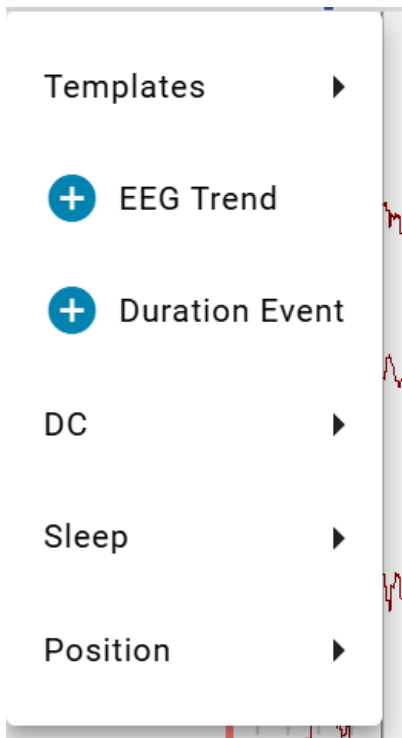 Templates
EEG Trend
Duration Event
DC
Sleep
Position